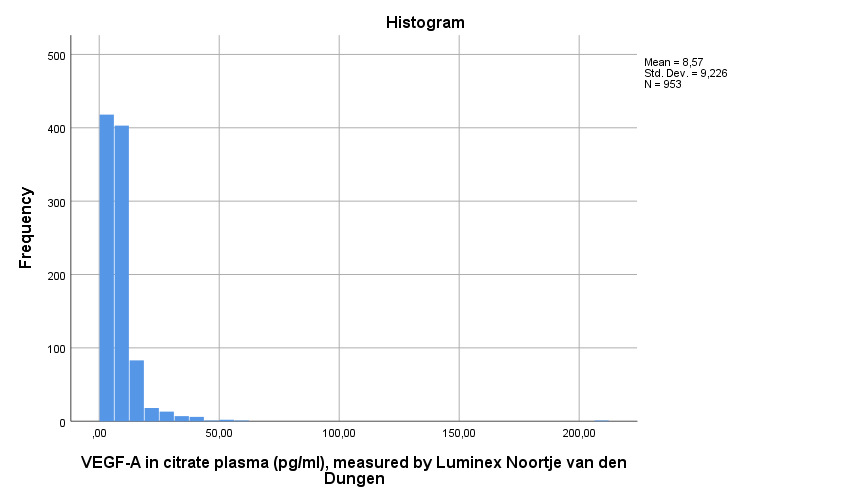 Histogram
Mean = 8,57
Std. Dev. = 9,226
N = 953
500
400
300
200
100
0
Frequency
,00
50,00
100,00
150,00
200,00
VEGF-A in citrate plasma (pg/ml), measured by Luminex Noortje van den
Dungen